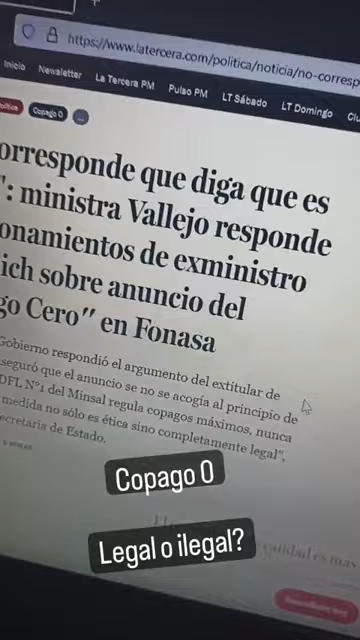 https://www.latercera.com/politica/noticia/no-corresp
Inicio Newsletter La Tercera PM Pulso PM LT Sábado LT Domingo
Copago 0 ...
orresponde que diga que es
": ministra Vallejo responde
onamientos de exministro
ich sobre anuncio del
go Cero" en Fonasa
Gobierno respondió el argumento del extitular de
seguró que el anuncio se no se acogía al principio de
DFL N°1 del Minsal regula copagos máximos, nunca
medida no sólo es ética sino completamente legal",
ecretaria de Estado.
Copago 0
Legal o ilegal?